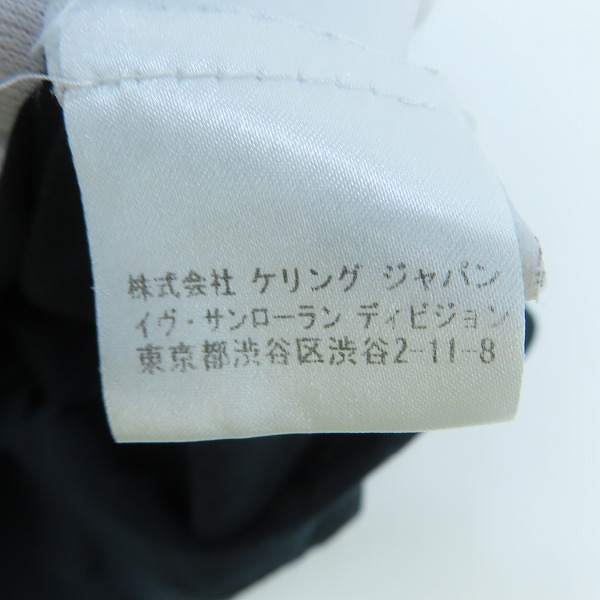 株式会社 ケリング ジャパン
イヴ・サンローラン ディビジョン
東京都渋谷区渋谷2-11-8